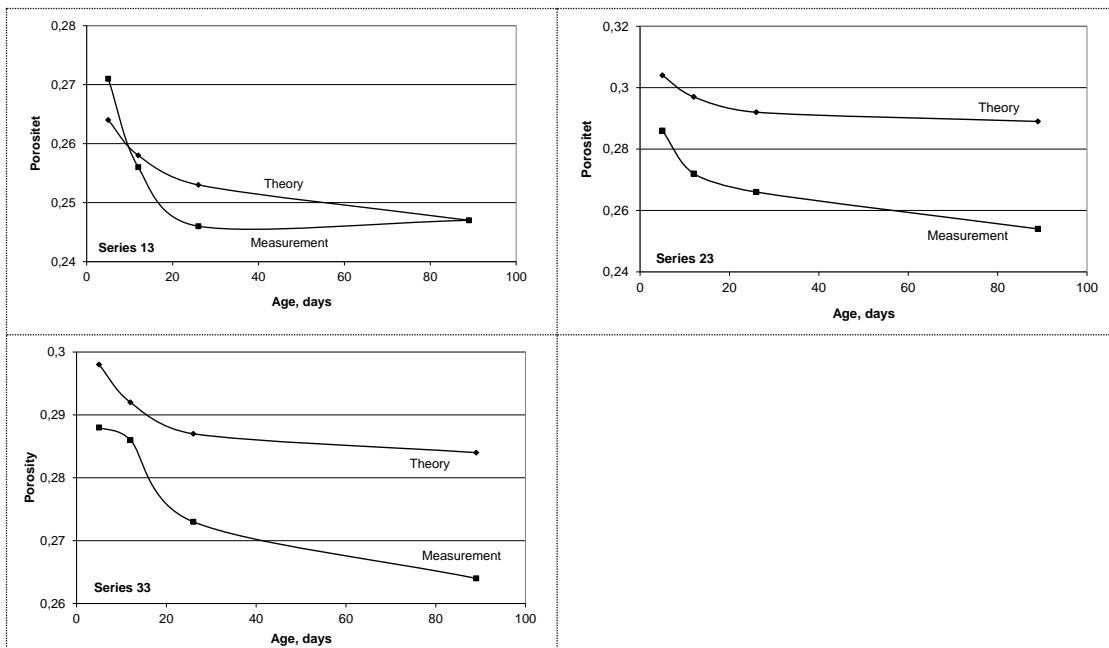 0,28
0,27
0,26
0,25
0,24
Porositet
Theory
Measurement
Series 13
0 20 40 60 80 100
Age, days
0,32
0,3
0,28
0,26
0,24
Porositet
Theory
Measurement
Series 23
0 20 40 60 80 100
Age, days
0,3
0,29
0,28
0,27
0,26
Porosity
Theory
Measurement
Series 33
0 20 40 60 80 100
Age, days